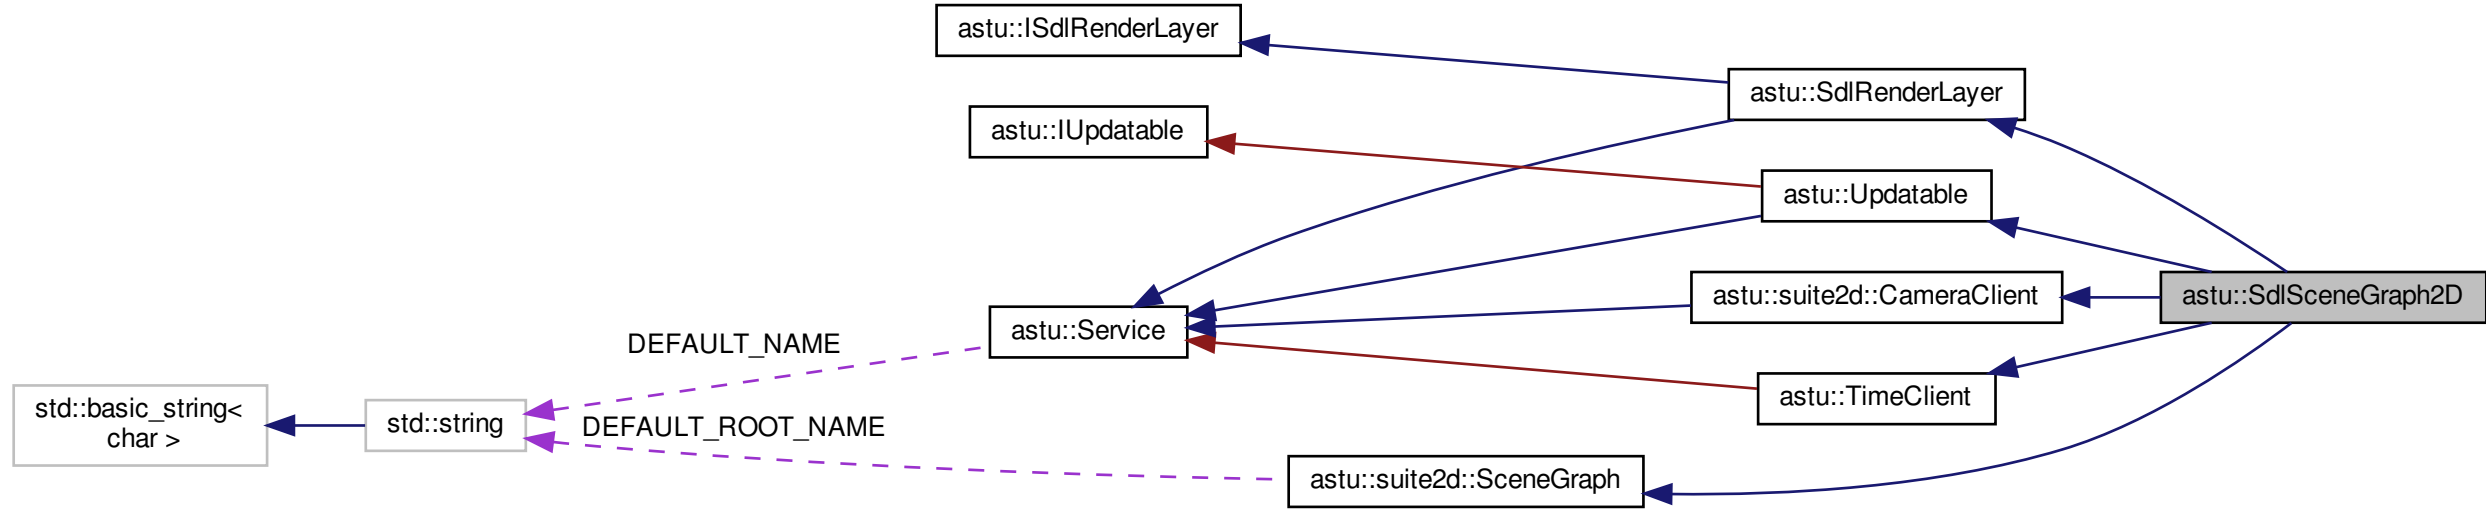 astu::ISdlRenderLayer
astu::SdlRenderLayer
astu::IUpdatable
astu::Updatable
astu::suite2d::CameraClient
astu::SdlSceneGraph2D
astu::Service
DEFAULT_NAME
astu::TimeClient
std::basic_string<
char >
std::string
DEFAULT_ROOT_NAME
astu::suite2d::SceneGraph